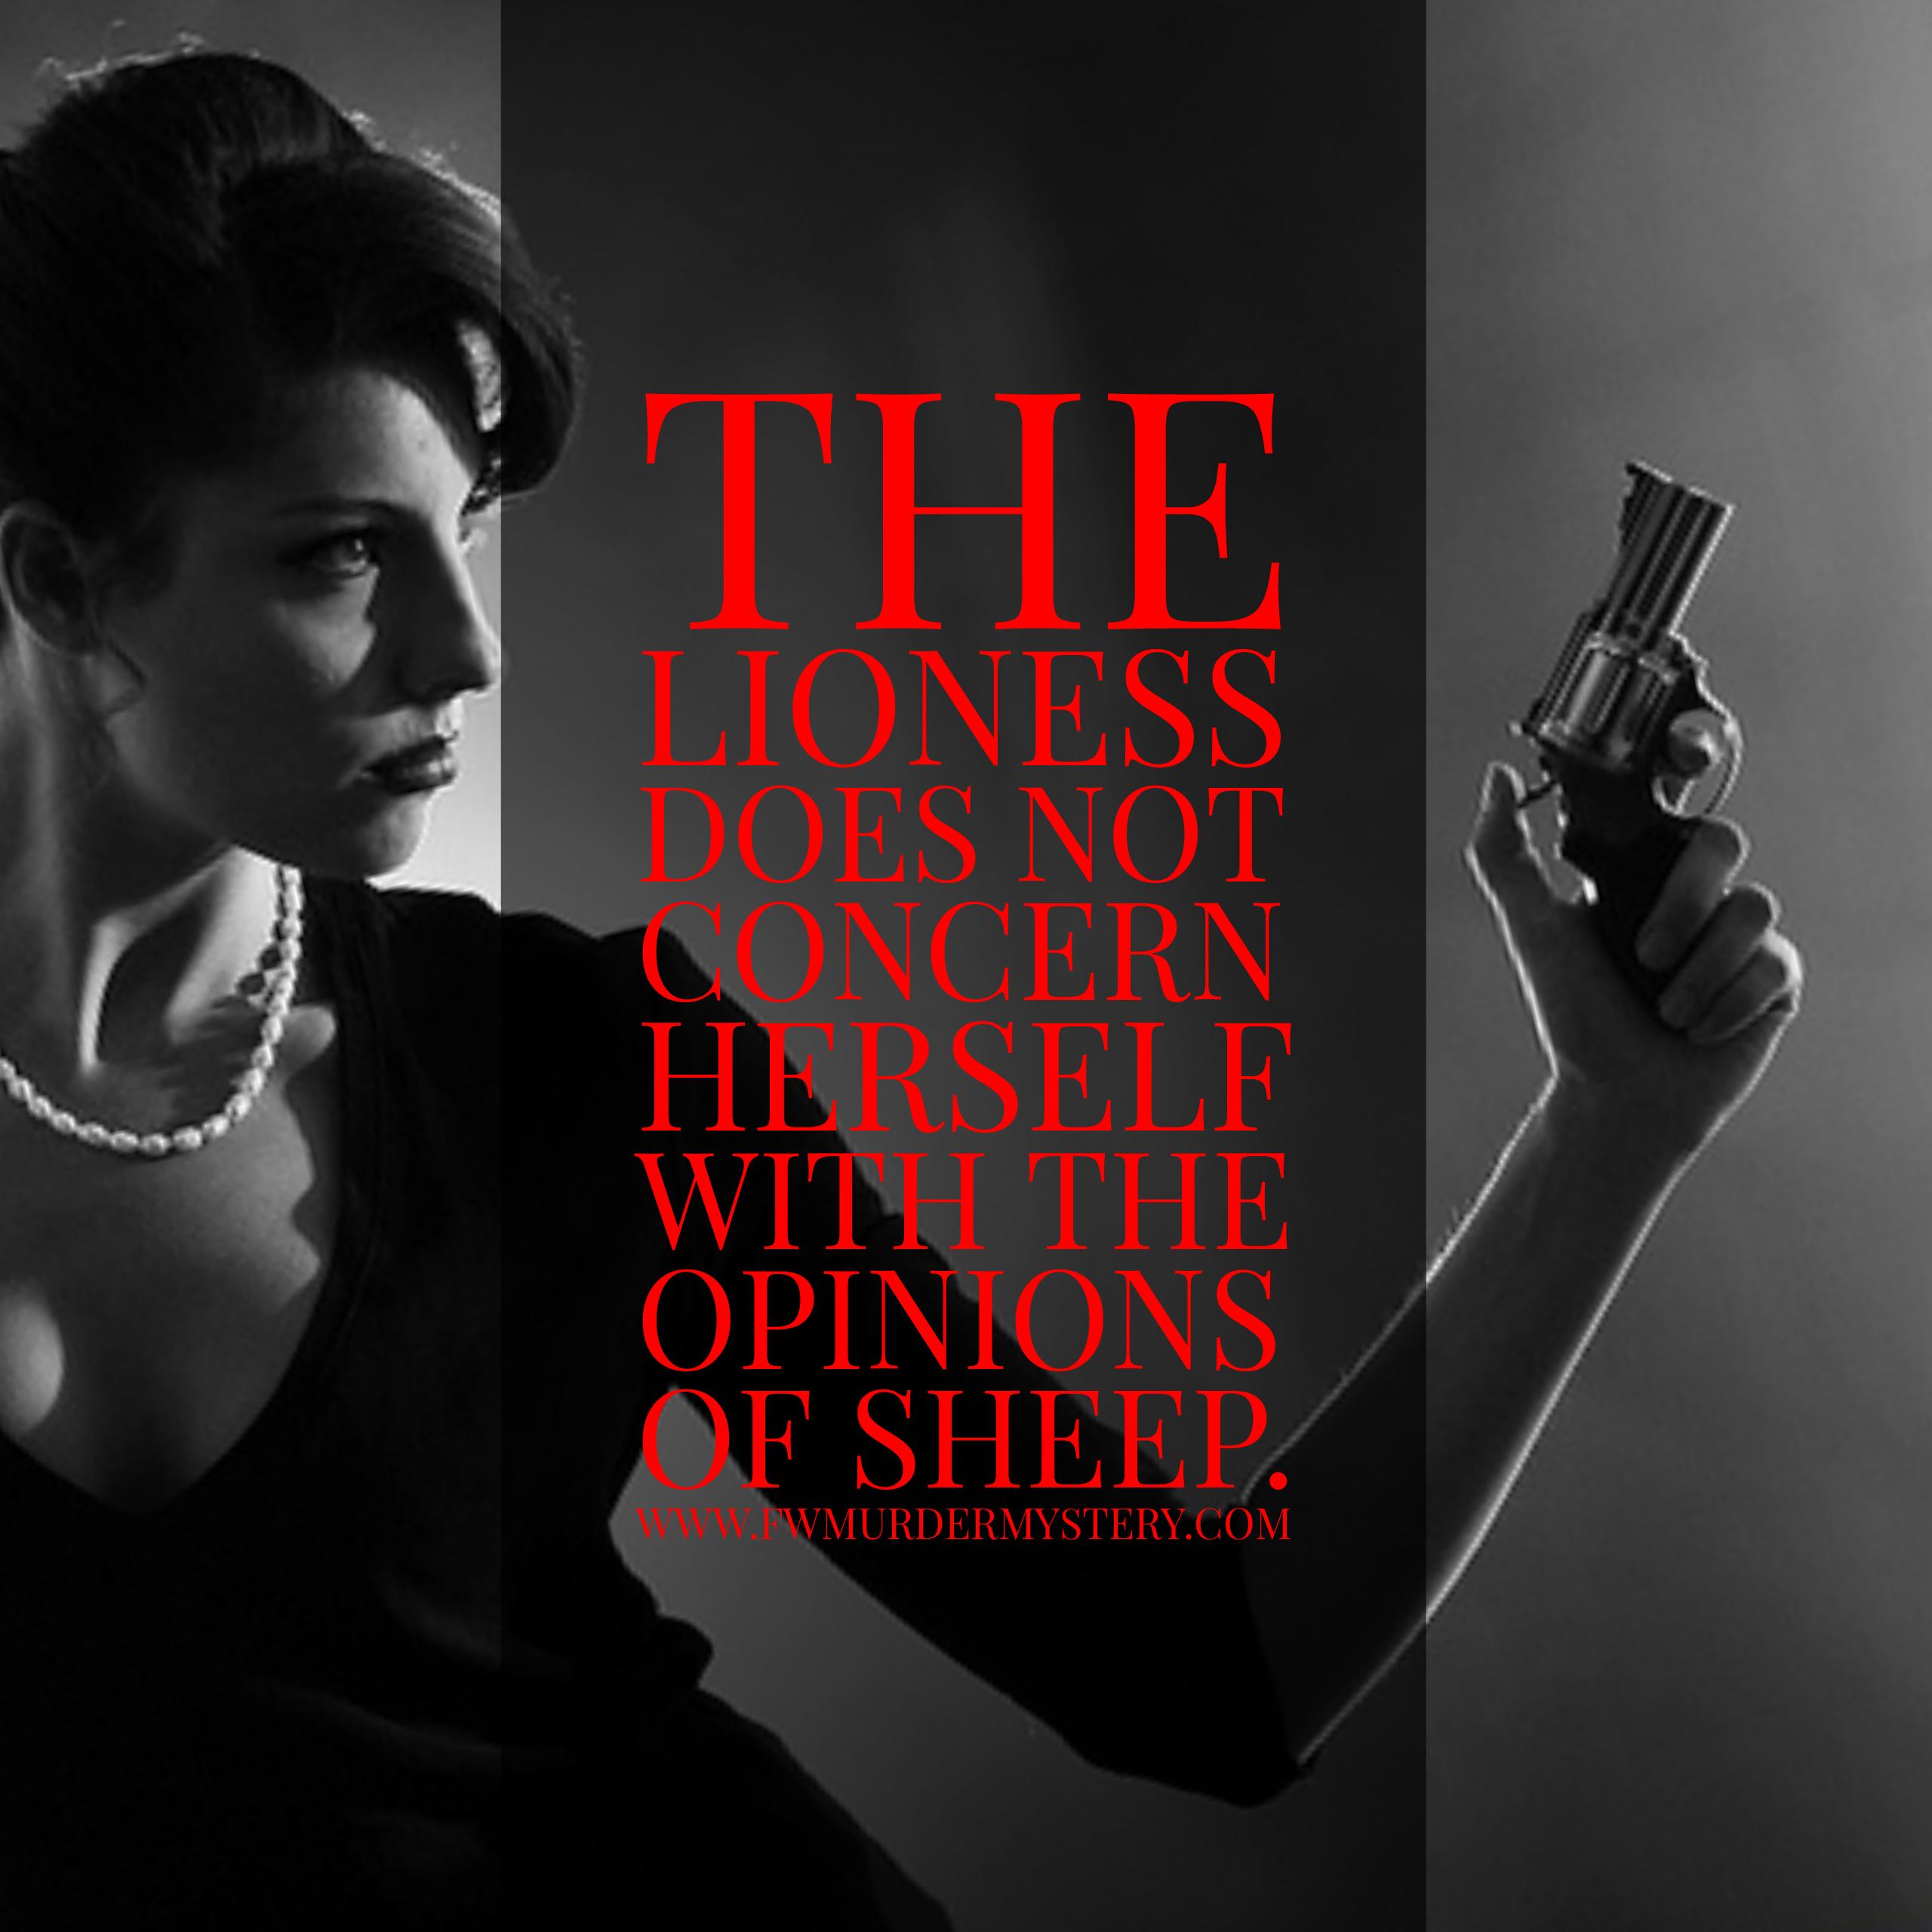 THE
LIONESS
DOES NOT
CONCERN
HERSELF
WITH THE
OPINIONS
OF SHEEP.
WWW.FWMURDERMYSTERY.COM